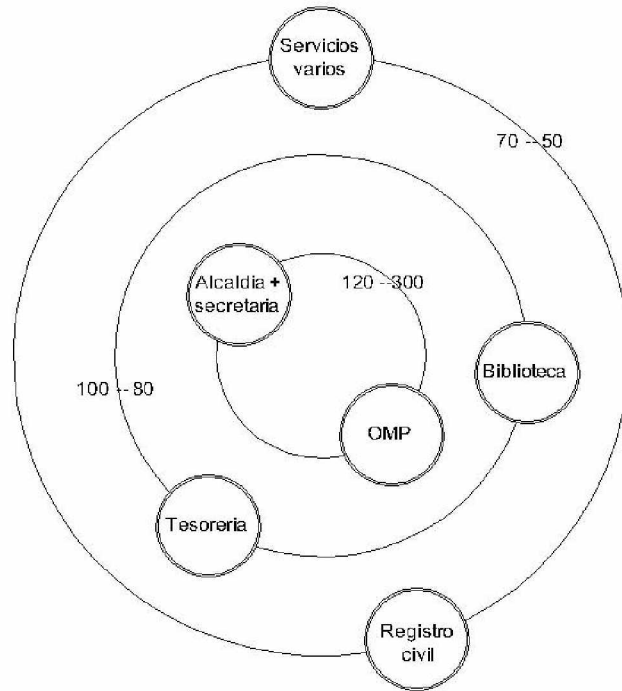 Servicios
varios
70 -- 50
Alcaldia +
secretaria
120 --300
Biblioteca
100 -- 80
OMP
Tesoreria
Registro
civil